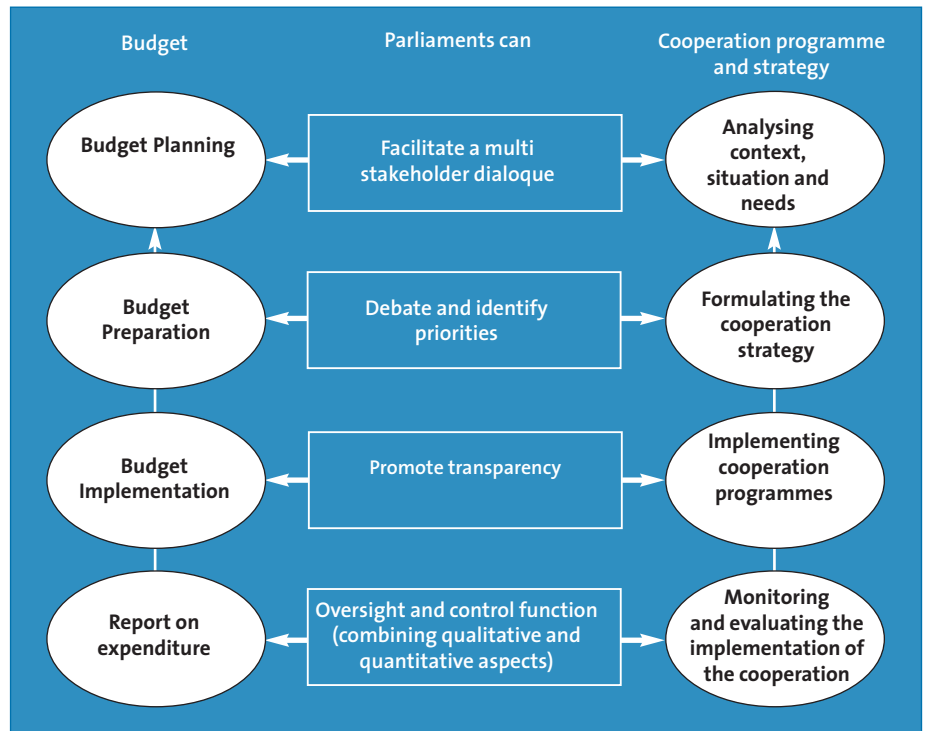 Budget
Parliaments can
Cooperation programme
and strategy
Budget Planning
Facilitate a multi
stakeholder dialoque
Analysing
context,
situation and
needs
Budget
Preparation
Debate and identify
priorities
Formulating the
cooperation
strategy
Budget
Implementation
Promote transparency
Implementing
cooperation
programmes
Report on
expenditure
Oversight and control function
(combining qualitative and
quantitative aspects)
Monitoring
and evaluating the
implementation of
the cooperation